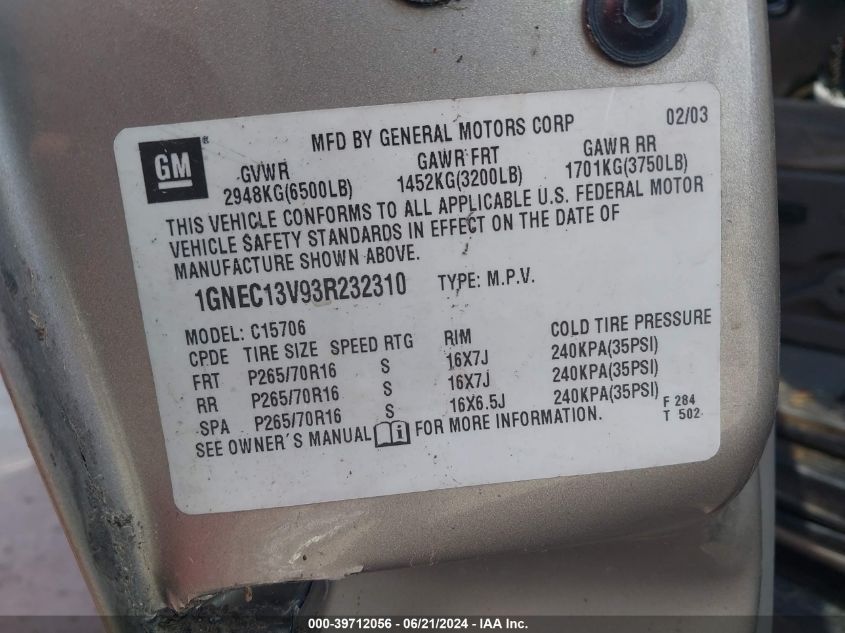 GM ®
MFD BY GENERAL MOTORS CORP 02/03
GVWR GAWR FRT GAWR RR
2948KG(6500LB) 1452KG(3200LB) 1701KG(3750LB)
THIS VEHICLE CONFORMS TO ALL APPLICABLE U.S. FEDERAL MOTOR
VEHICLE SAFETY STANDARDS IN EFFECT ON THE DATE OF
MANUFACTURE SHOWN ABOVE.
1GNEC13V93R232310 TYPE: M.P.V.
MODEL: C15706
CPDE TIRE SIZE SPEED RTG RIM COLD TIRE PRESSURE
FRT P265/70R16 S 16X7J 240KPA(35PSI)
RR P265/70R16 S 16X7J 240KPA(35PSI)
SPA P265/70R16 S 16X6.5J 240KPA(35PSI)
SEE OWNER´S MANUAL i FOR MORE INFORMATION.
F 284
T 502
000-39712056 - 06/21/2024 - IAA Inc.